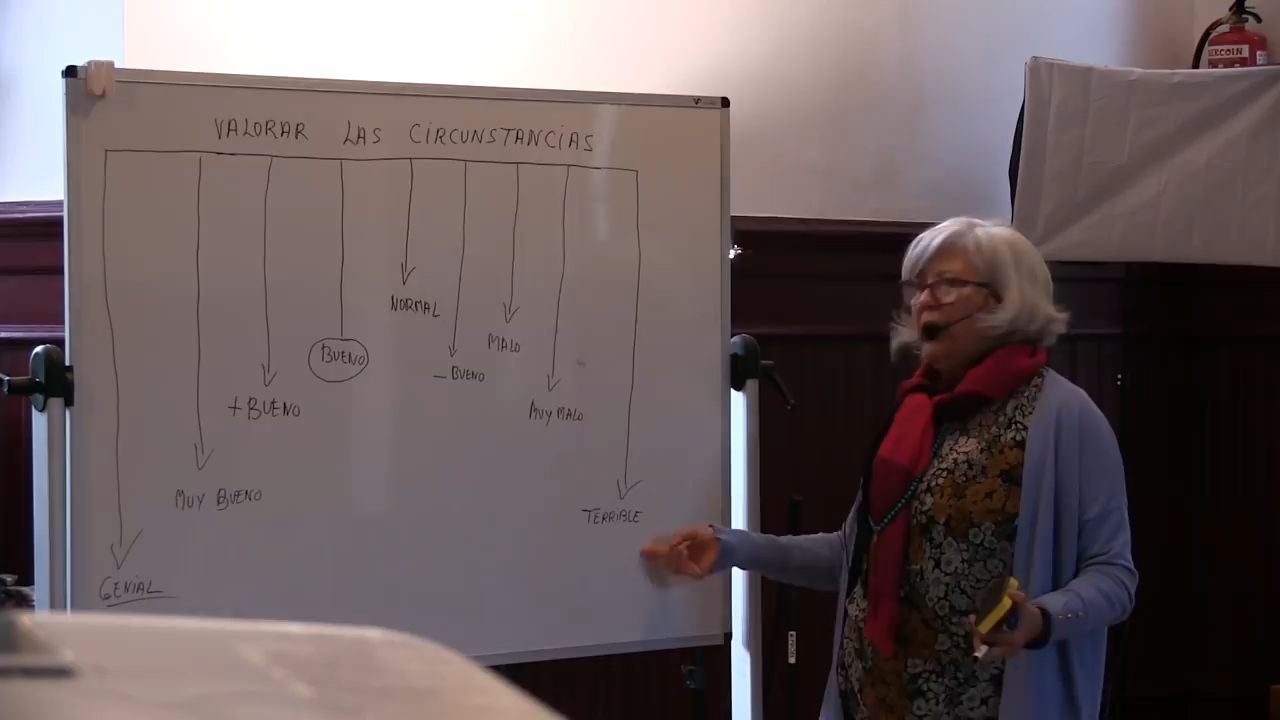 VALORAR LAS CIRCUNSTANCIAS
GENIAL
MUY BUENO
+ BUENO
BUENO
NORMAL
- BUENO
MALO
MUY MALO
TERRIBLE